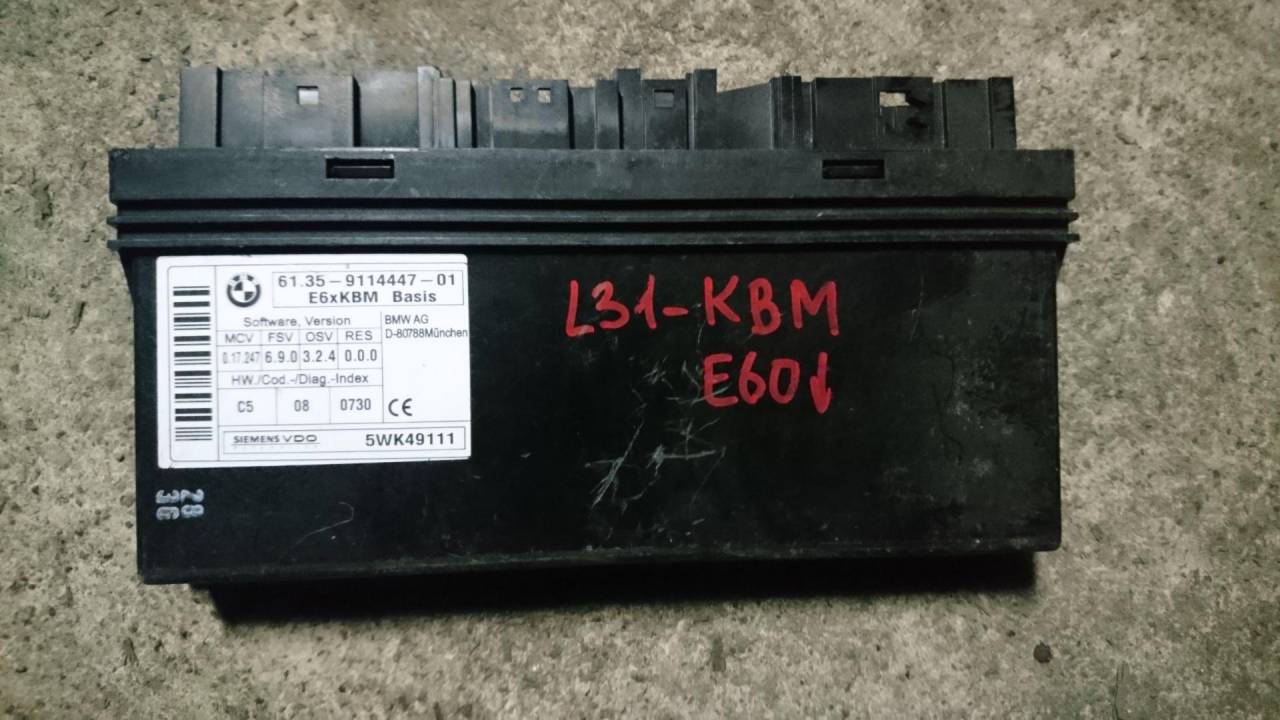 61.35-9114447-01
E6xKBM Basis
Software, Version
MCV FSV OSV RES
0.17.247 6.9.0 3.2.4 0.0.0
HW./Cod.-/Diag.-Index
C5 08 0730
BMW AG
D-80788München
CE
SIEMENS VDO
5WK49111
L31-KBM
E60↓